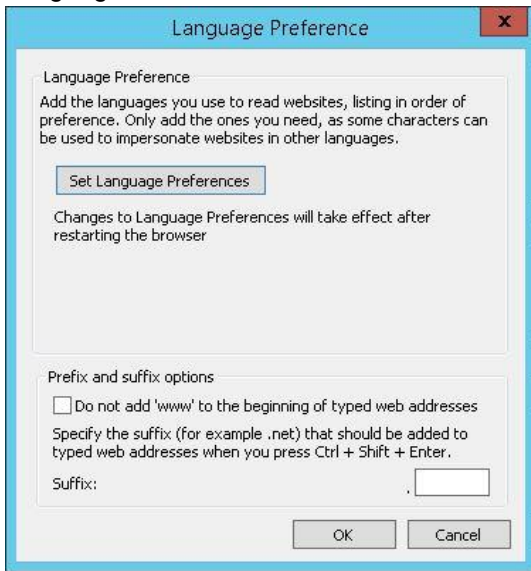 Language Preference
x
Language Preference
Add the languages you use to read websites, listing in order of
preference. Only add the ones you need, as some characters can
be used to impersonate websites in other languages.
Set Language Preferences
Changes to Language Preferences will take effect after
restarting the browser
Prefix and suffix options
Do not add 'www' to the beginning of typed web addresses
Specify the suffix (for example .net) that should be added to
typed web addresses when you press Ctrl + Shift + Enter.
Suffix: .
OK Cancel